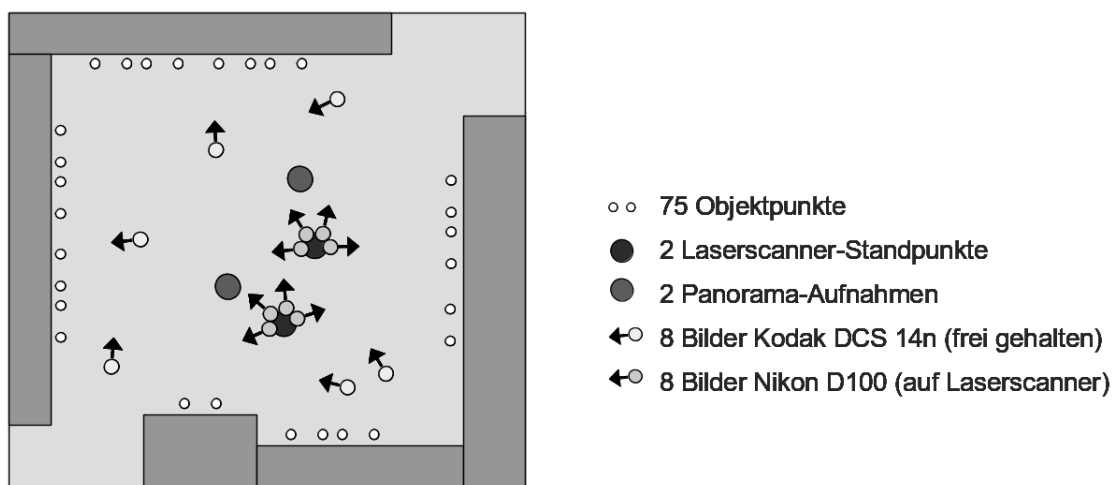 75 Objektpunkte
2 Laserscanner-Standpunkte
2 Panorama-Aufnahmen
8 Bilder Kodak DCS 14n (frei gehalten)
8 Bilder Nikon D100 (auf Laserscanner)